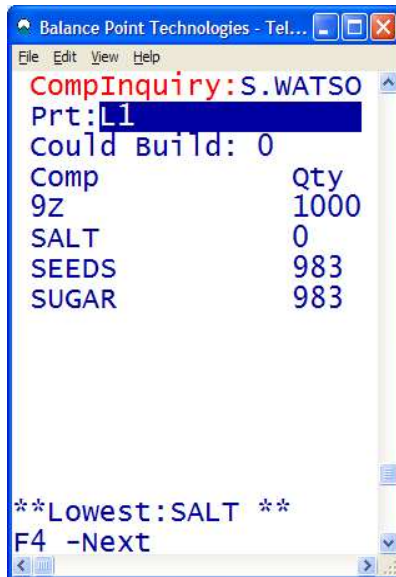 Balance Point Technologies - Tel...
File Edit View Help
CompInquiry:S.WATSO
Prt:L1
Could Build: 0
Comp Qty
9Z 1000
SALT 0
SEEDS 983
SUGAR 983
**Lowest:SALT **
F4 -Next